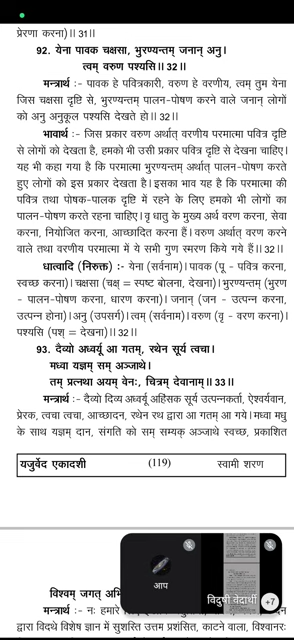 प्रेरणा करना)।। 31।।
92. येना पावक चक्षसा, भुरण्यन्तम् जनान् अनु।
त्वम् वरुण पश्यसि।। 32।।
मन्त्रार्थ :- पावक हे पवित्रकारी, वरुण हे वरणीय, त्वम् तुम येना
जिस चक्षसा दृष्टि से, भुरण्यन्तम् पालन-पोषण करने वाले जनान् लोगों
को अनु अनुकूल पश्यसि देखते हो।। 32।।
भावार्थ :- जिस प्रकार वरुण अर्थात् वरणीय परमात्मा पवित्र दृष्टि
से लोगों को देखता है, हमको भी उसी प्रकार पवित्र दृष्टि से देखना चाहिए।
यह भी कहा गया है कि परमात्मा भुरण्यन्तम् अर्थात् पालन-पोषण करते
हुए लोगों को इस प्रकार देखता है। इसका भाव यह है कि परमात्मा की
पवित्र तथा पोषक-पालक दृष्टि में रहने के लिए हमको भी लोगों का
पालन-पोषण करते रहना चाहिए। वृ धातु के मुख्य अर्थ वरण करना, सेवा
करना, नियोजित करना, आच्छादित करना हैं। वरुण अर्थात् वरण करने
वाले तथा वरणीय परमात्मा में ये सभी गुण स्मरण किये गये हैं।। 32।।
धात्वादि (निरुक्त) :- येना (सर्वनाम)। पावक (पू - पवित्र करना,
स्वच्छ करना)। चक्षसा (चक्ष् = स्पष्ट बोलना, देखना)। भुरण्यन्तम् (भुरण
- पालन-पोषण करना, धारण करना)। जनान् (जन - उत्पन्न करना,
उत्पन्न होना)। अनु (उपसर्ग)। त्वम् (सर्वनाम)। वरुण (वृ - वरण करना)।
पश्यसि (पश् = देखना)।। 32।।
93. दैव्यो अध्वर्यू आ गतम्, रथेन सूर्य त्वचा।
मध्वा यज्ञम् सम् अञ्जाथे।
तम् प्रत्नथा अयम् वेनः, चित्रम् देवानाम्।। 33।।
मन्त्रार्थ :- दैव्यो दिव्य अध्वर्यू अहिंसक सूर्य उत्पन्नकर्ता, ऐश्वर्यवान्,
प्रेरक, त्वचा त्वचा, आच्छादन, रथेन रथ द्वारा आ गतम् आ गये। मध्वा मधु
के साथ यज्ञम् दान, संगति को सम् सम्यक् अञ्जाथे स्वच्छ, प्रकाशित
यजुर्वेद एकादशी (119) स्वामी शरण
विश्वम् जगत्
मन्त्रार्थ :- नः हमारे
द्वारा विदथे विशेष ज्ञान में सुशस्ति उत्तम प्रशंसित, काटने वाला, विश्वानरः
आप
विदुषी वेदार्थी
+7